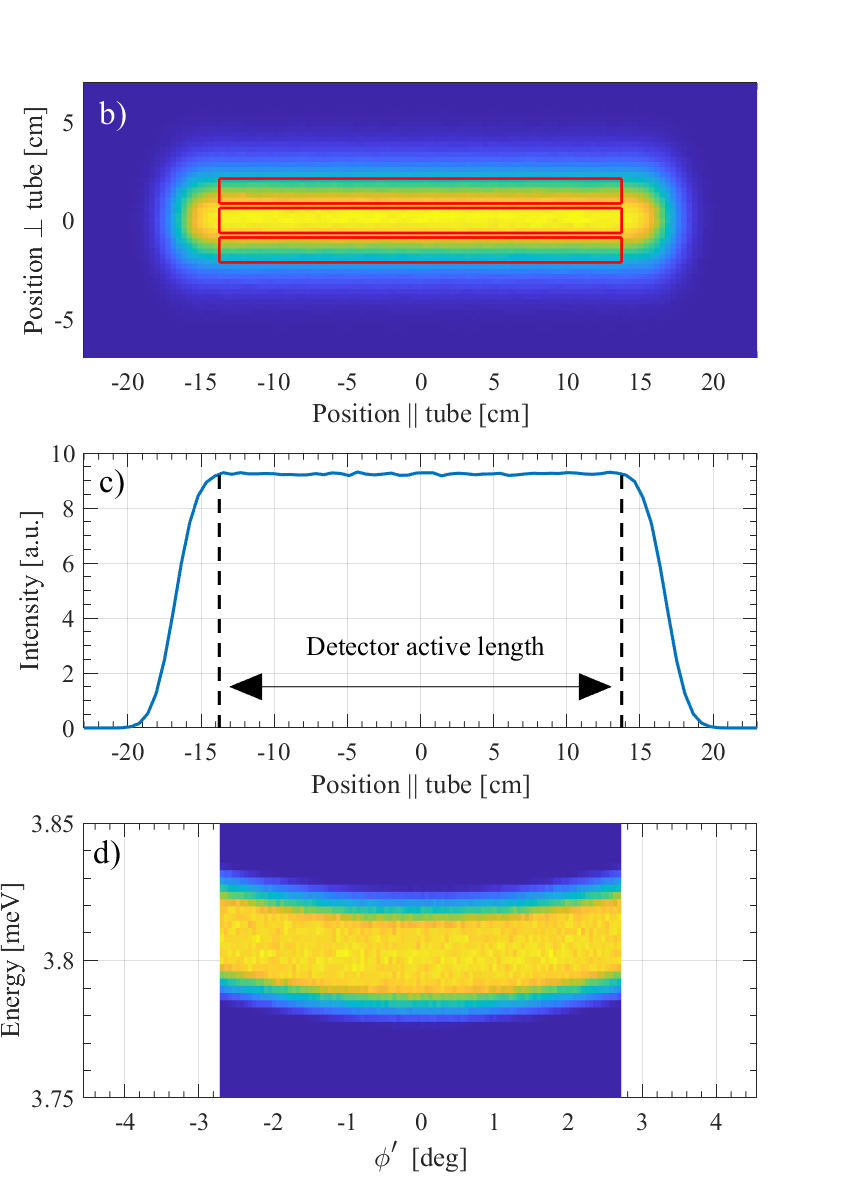 b)
Position ⊥ tube [cm]
5
0
-5
-20 -15 -10 -5 0 5 10 15 20
Position || tube [cm]
c)
Intensity [a.u.]
10
8
6
4
2
0
Detector active length
-20 -15 -10 -5 0 5 10 15 20
Position || tube [cm]
d)
Energy [meV]
3.85
3.8
3.75
-4 -3 -2 -1 0 1 2 3 4
ϕ′ [deg]